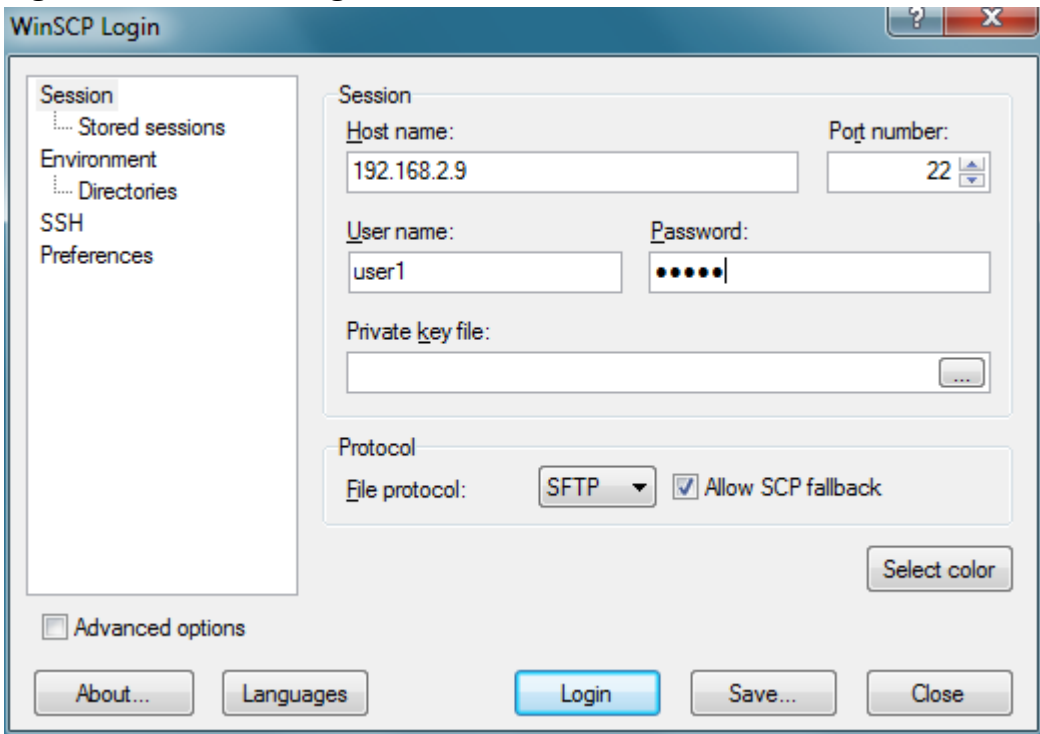 WinSCP Login
Session
Stored sessions
Environment
Directories
SSH
Preferences
Session
Host name: Port number:
192.168.2.9 22
User name: Password:
user1 •••••
Private key file:
...
Protocol
File protocol: SFTP Allow SCP fallback
Select color
Advanced options
About... Languages Login Save... Close